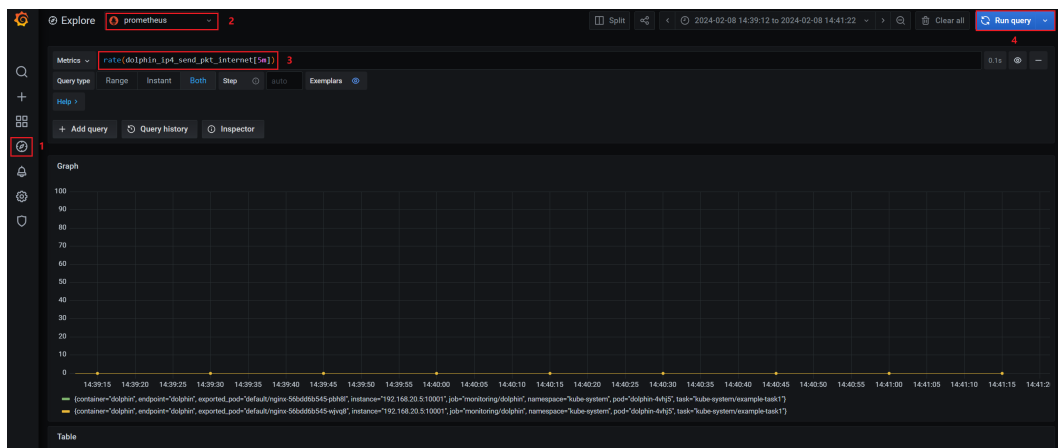 Explore prometheus 2 Split 2024-02-08 14:39:12 to 2024-02-08 14:41:22 Clear all Run query
4
Metrics rate(dolphin_ip4_send_pkt_internet[5m]) 3 0.1s
Query type Range Instant Both Step auto Exemplars
Help >
+ Add query Query history Inspector
1
Graph
100
90
80
70
60
50
40
30
20
10
0
14:39:15 14:39:20 14:39:25 14:39:30 14:39:35 14:39:40 14:39:45 14:39:50 14:39:55 14:40:00 14:40:05 14:40:10 14:40:15 14:40:20 14:40:25 14:40:30 14:40:35 14:40:40 14:40:45 14:40:50 14:40:55 14:41:00 14:41:05 14:41:10 14:41:15 14:41:2
{container="dolphin", endpoint="dolphin", exported_pod="default/nginx-56bdd6b545-pbh8l", instance="192.168.20.5:10001", job="monitoring/dolphin", namespace="kube-system", pod="dolphin-4vhj5", task="kube-system/example-task1"}
{container="dolphin", endpoint="dolphin", exported_pod="default/nginx-56bdd6b545-wjvq8", instance="192.168.20.5:10001", job="monitoring/dolphin", namespace="kube-system", pod="dolphin-4vhj5", task="kube-system/example-task1"}
Table